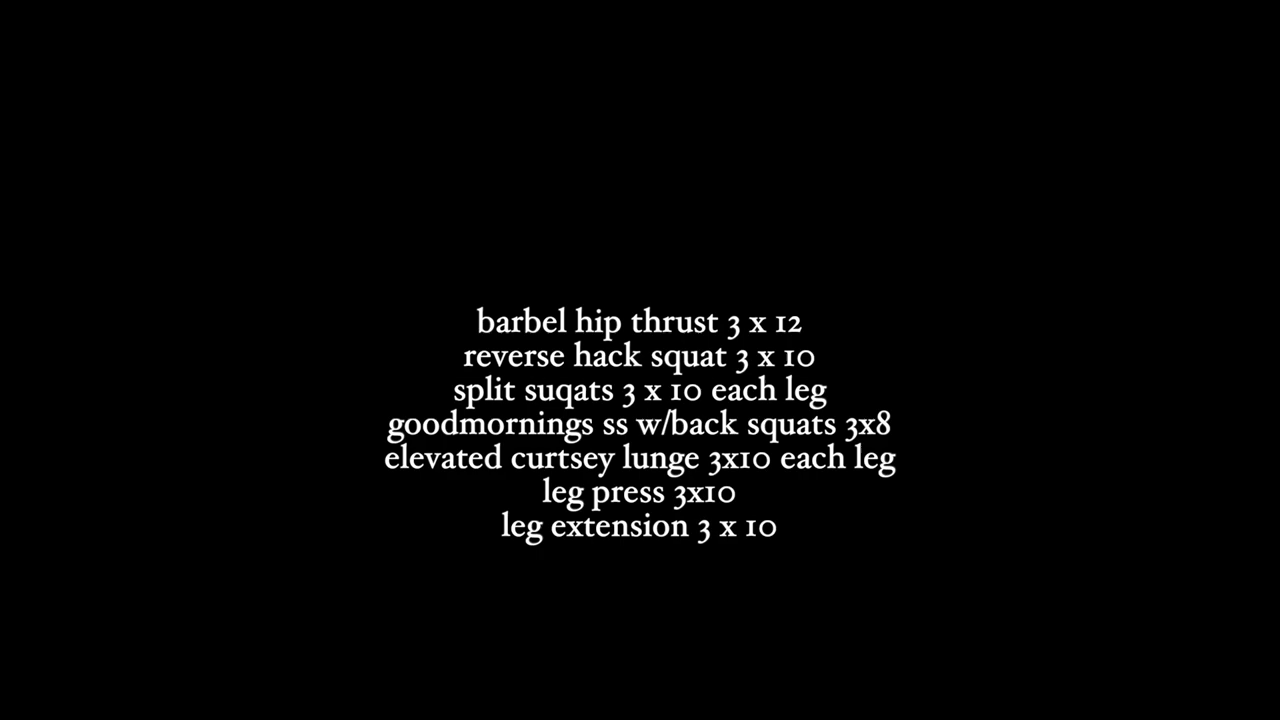 barbel hip thrust 3 x 12
reverse hack squat 3 x 10
split suqats 3 x 10 each leg
goodmornings ss w/back squats 3x8
elevated curtsey lunge 3x10 each leg
leg press 3x10
leg extension 3 x 10